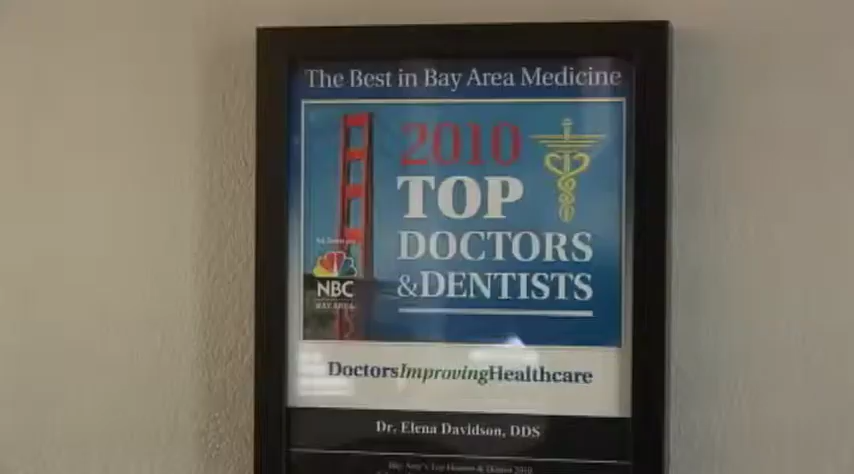 The Best in Bay Area Medicine
2010
TOP
DOCTORS
&DENTISTS
NBC
BAY AREA
DoctorsImprovingHealthcare
Dr. Elena Davidson, DDS